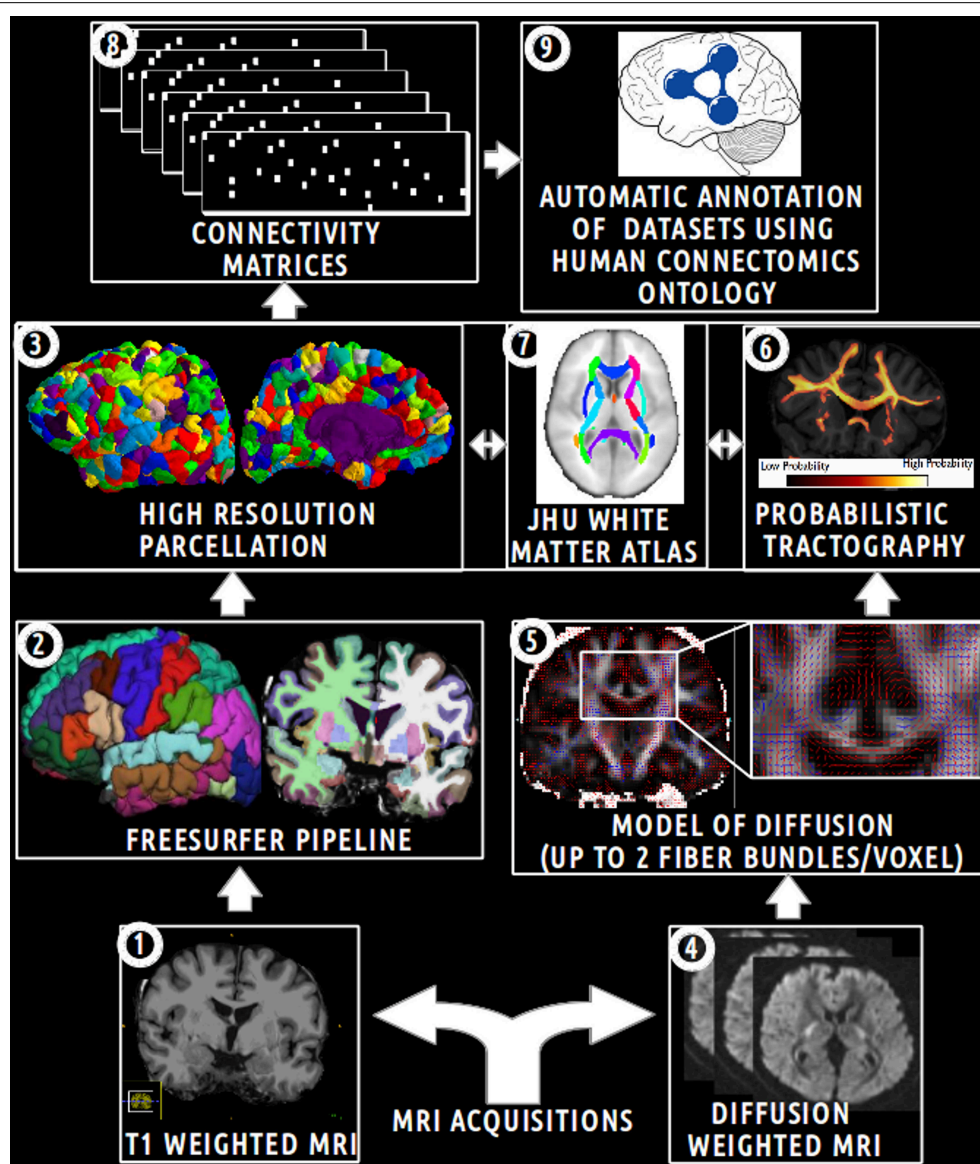 8
CONNECTIVITY
MATRICES
9
AUTOMATIC ANNOTATION
OF DATASETS USING
HUMAN CONNECTOMICS
ONTOLOGY
3
HIGH RESOLUTION
PARCELLATION
7
JHU WHITE
MATTER ATLAS
6
Low Probability
High Probability
PROBABILISTIC
TRACTOGRAPHY
2
FREESURFER PIPELINE
5
MODEL OF DIFFUSION
(UP TO 2 FIBER BUNDLES/VOXEL)
1
T1 WEIGHTED MRI
MRI ACQUISITIONS
4
DIFFUSION
WEIGHTED MRI